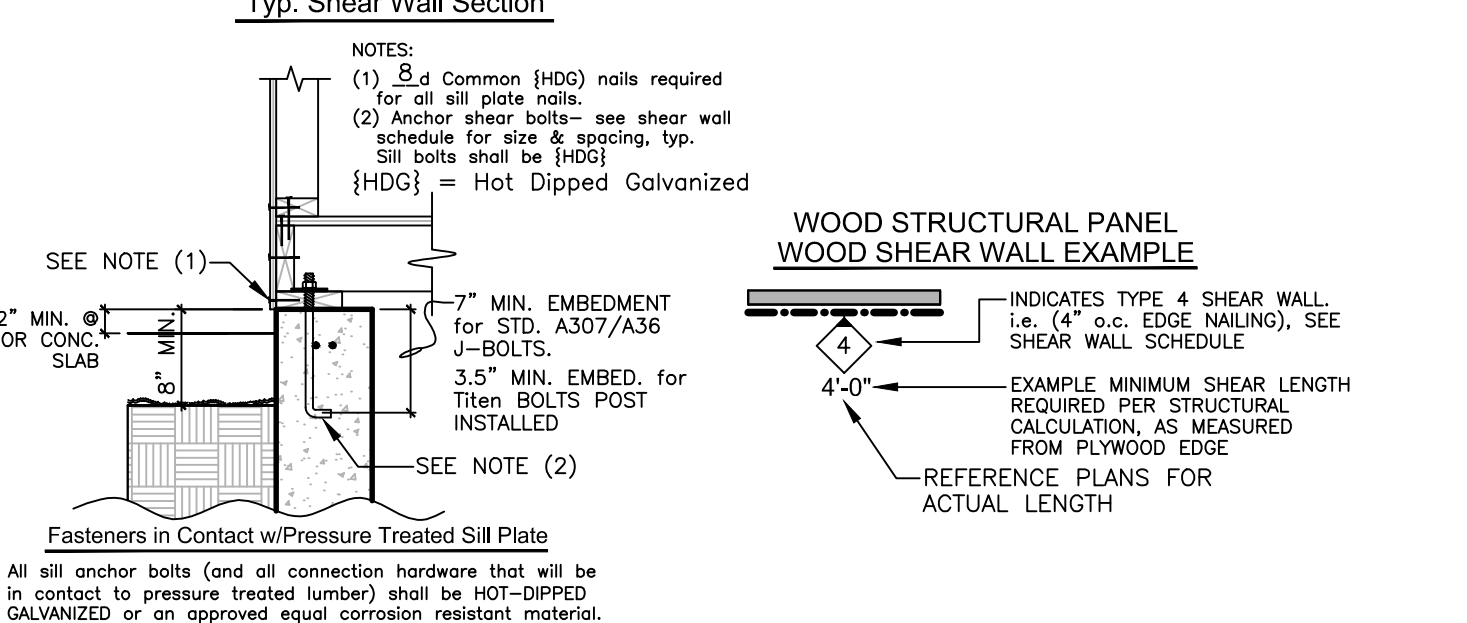 Typ. Shear Wall Section
NOTES:
(1) 8d Common {HDG) nails required
for all sill plate nails.
(2) Anchor shear bolts– see shear wall
schedule for size & spacing, typ.
Sill bolts shall be {HDG}
{HDG} = Hot Dipped Galvanized
SEE NOTE (1)
2" MIN. @
OR CONC.
SLAB
8" MIN.
7" MIN. EMBEDMENT
for STD. A307/A36
J–BOLTS.
3.5" MIN. EMBED. for
Titen BOLTS POST
INSTALLED
SEE NOTE (2)
Fasteners in Contact w/Pressure Treated Sill Plate
All sill anchor bolts (and all connection hardware that will be
in contact to pressure treated lumber) shall be HOT–DIPPED
GALVANIZED or an approved equal corrosion resistant material.
WOOD STRUCTURAL PANEL
WOOD SHEAR WALL EXAMPLE
INDICATES TYPE 4 SHEAR WALL.
i.e. (4" o.c. EDGE NAILING), SEE
SHEAR WALL SCHEDULE
4
4'-0"
EXAMPLE MINIMUM SHEAR LENGTH
REQUIRED PER STRUCTURAL
CALCULATION, AS MEASURED
FROM PLYWOOD EDGE
REFERENCE PLANS FOR
ACTUAL LENGTH